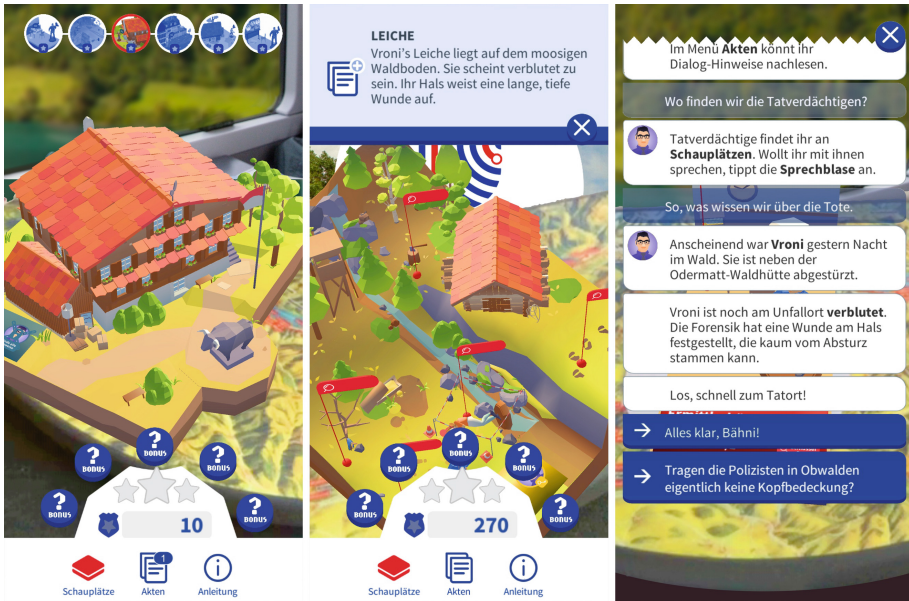 ?
BONUS
?
BONUS
?
BONUS
?
BONUS
?
BONUS
10
Schauplätze
1
Akten
Anleitung
LEICHE
Vroni's Leiche liegt auf dem moosigen
Waldboden. Sie scheint verblutet zu
sein. Ihr Hals weist eine lange, tiefe
Wunde auf.
?
BONUS
?
BONUS
?
BONUS
?
BONUS
?
BONUS
270
Schauplätze
Akten
Anleitung
Im Menü Akten könnt ihr
Dialog-Hinweise nachlesen.
Wo finden wir die Tatverdächtigen?
Tatverdächtige findet ihr an
Schauplätzen. Wollt ihr mit ihnen
sprechen, tippt die Sprechblase an.
So, was wissen wir über die Tote.
Anscheinend war Vroni gestern Nacht
im Wald. Sie ist neben der
Odermatt-Waldhütte abgestürzt.
Vroni ist noch am Unfallort verblutet.
Die Forensik hat eine Wunde am Hals
festgestellt, die kaum vom Absturz
stammen kann.
Los, schnell zum Tatort!
Alles klar, Bähni!
Tragen die Polizisten in Obwalden
eigentlich keine Kopfbedeckung?